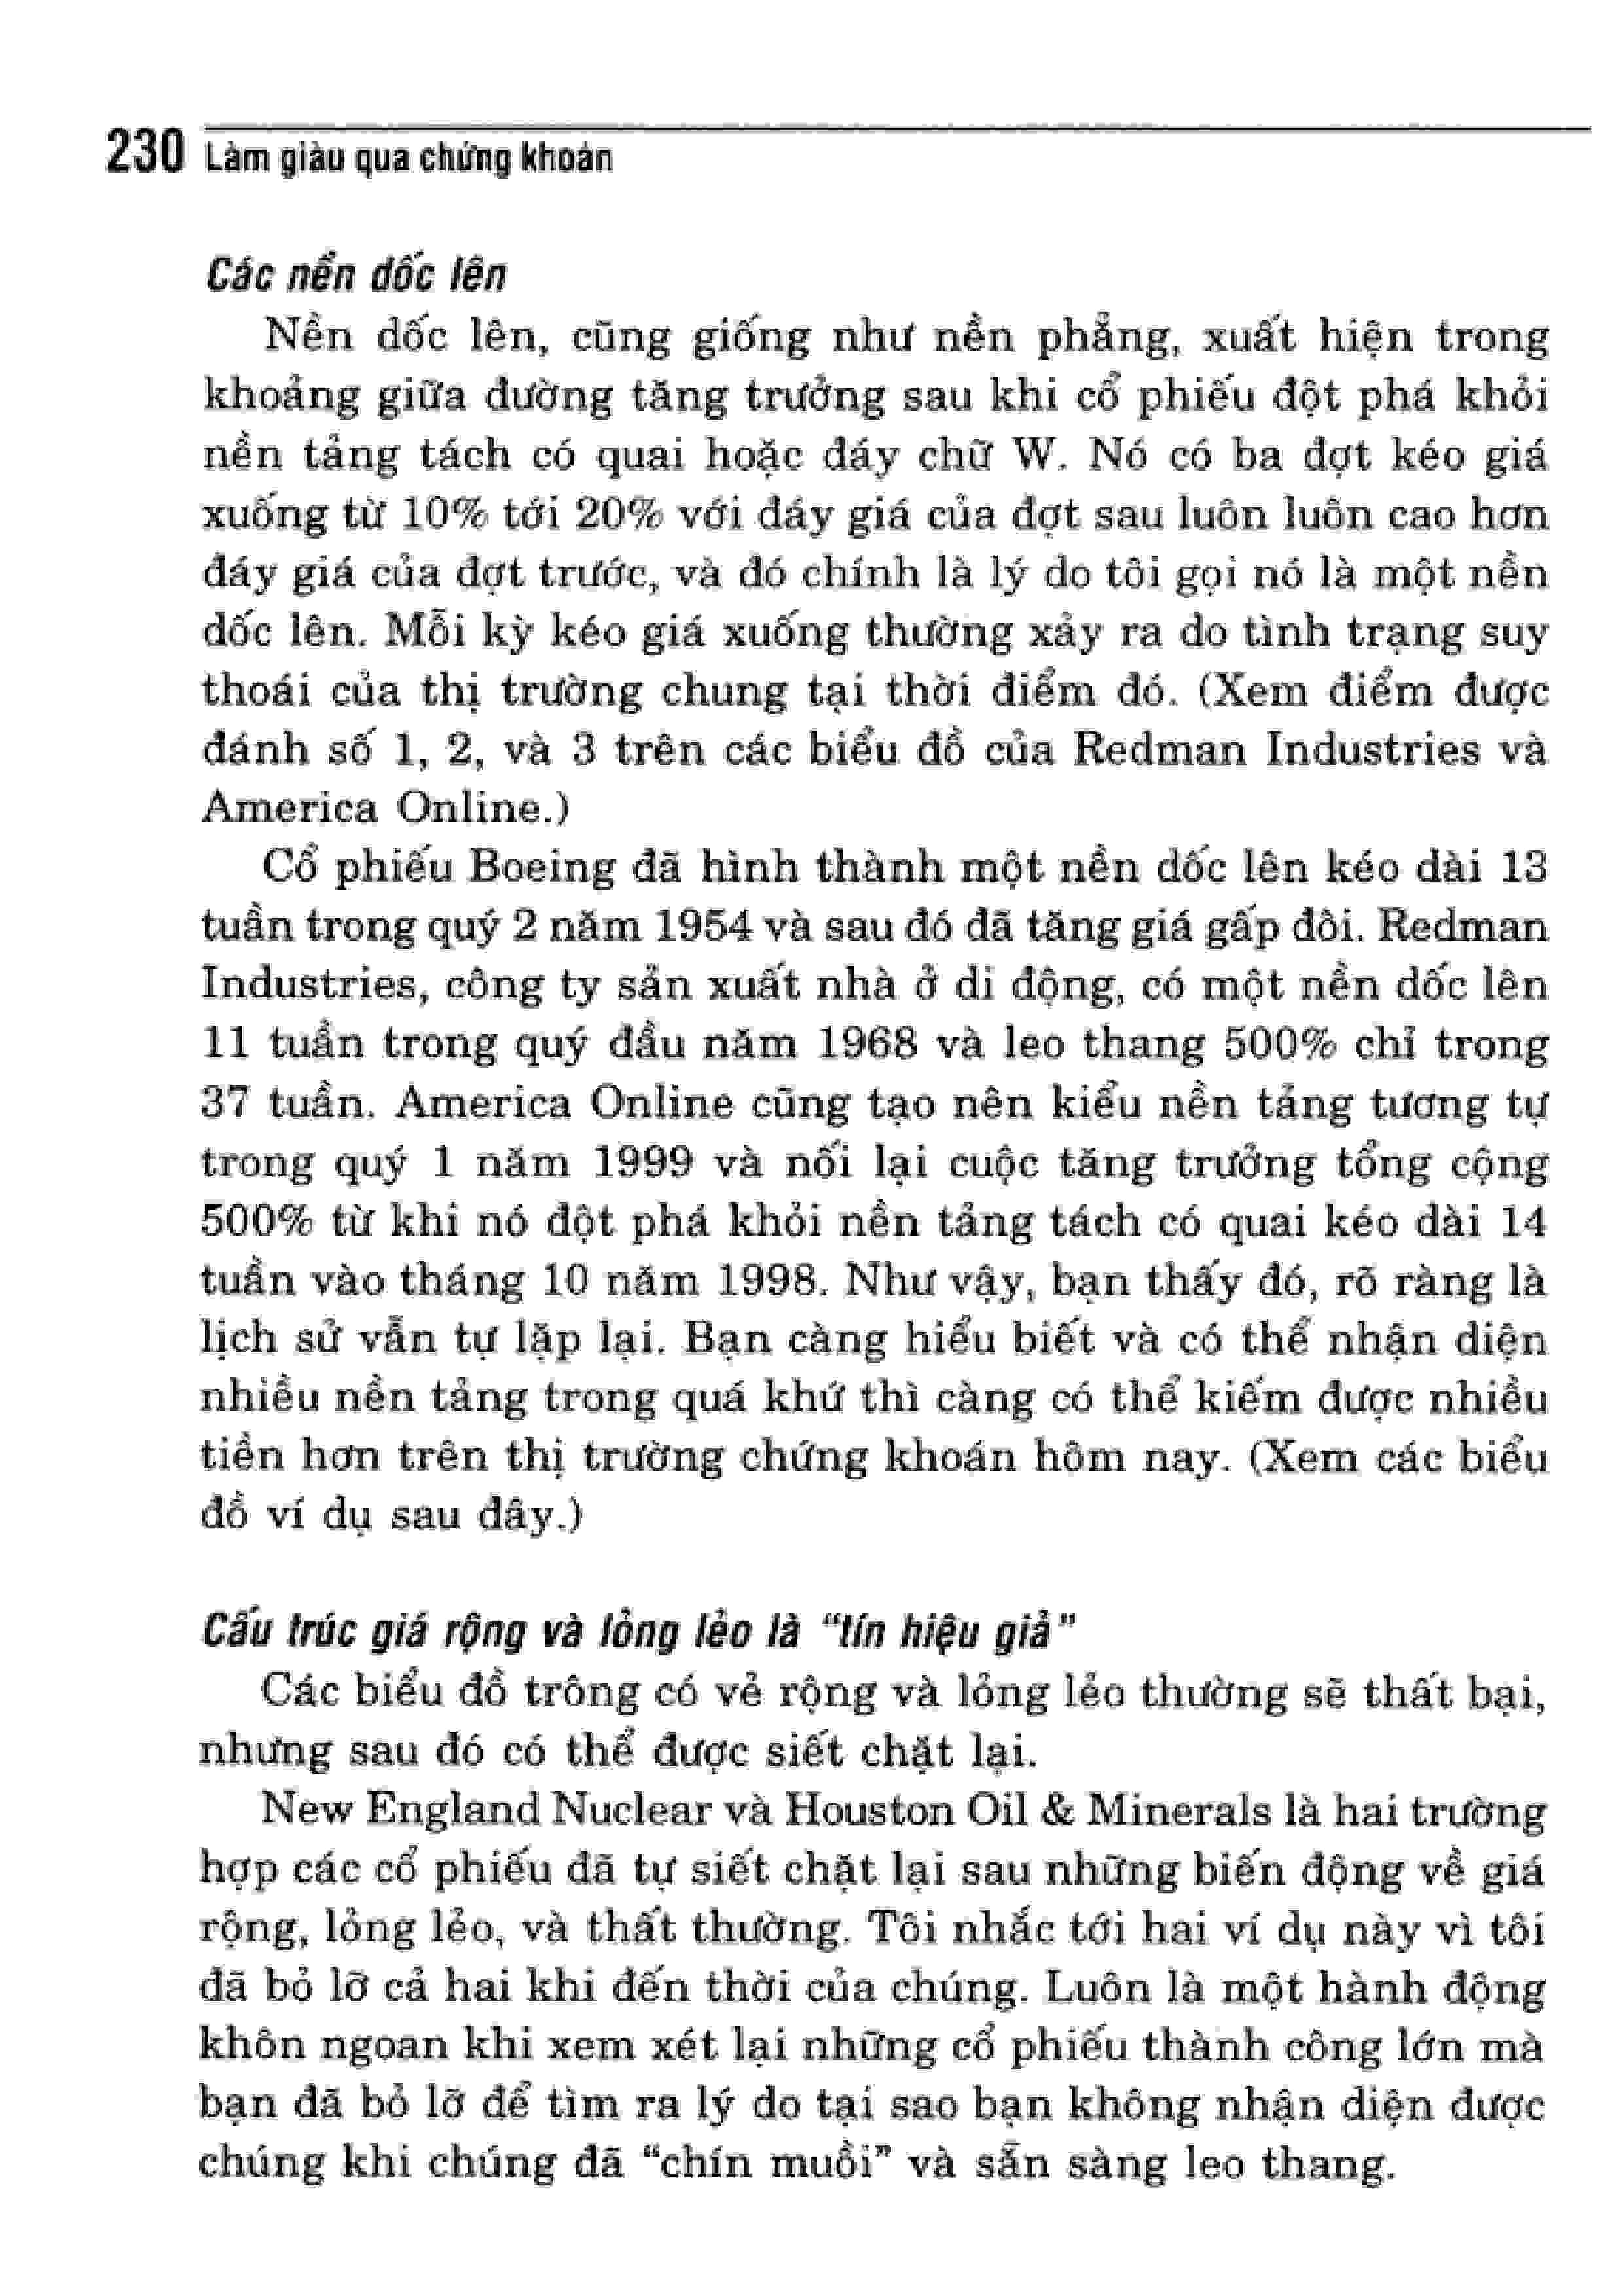 230 Làm giàu qua chứng khoán
Các nền dốc lên
Nền dốc lên, cũng giống như nền phẳng, xuất hiện trong
khoảng giữa đường tăng trưởng sau khi cổ phiếu đột phá khỏi
nền tảng tách có quai hoặc đáy chữ W. Nó có ba đợt kéo giá
xuống từ 10% tới 20% với đáy giá của đợt sau luôn luôn cao hơn
đáy giá của đợt trước, và đó chính là lý do tôi gọi nó là một nền
dốc lên. Mỗi kỳ kéo giá xuống thường xảy ra do tình trạng suy
thoái của thị trường chung tại thời điểm đó. (Xem điểm được
đánh số 1, 2, và 3 trên các biểu đồ của Redman Industries và
America Online.)
Cổ phiếu Boeing đã hình thành một nền dốc lên kéo dài 13
tuần trong quý 2 năm 1954 và sau đó đã tăng giá gấp đôi. Redman
Industries, công ty sản xuất nhà ở di động, có một nền dốc lên
11 tuần trong quý đầu năm 1968 và leo thang 500% chỉ trong
37 tuần. America Online cũng tạo nên kiểu nền tảng tương tự
trong quý 1 năm 1999 và nối lại cuộc tăng trưởng tổng cộng
500% từ khi nó đột phá khỏi nền tảng tách có quai kéo dài 14
tuần vào tháng 10 năm 1998. Như vậy, bạn thấy đó, rõ ràng là
lịch sử vẫn tự lặp lại. Bạn càng hiểu biết và có thể nhận diện
nhiều nền tảng trong quá khứ thì càng có thể kiếm được nhiều
tiền hơn trên thị trường chứng khoán hôm nay. (Xem các biểu
đồ ví dụ sau đây.)
Cấu trúc giá rộng và lỏng lẻo là “tín hiệu giả”
Các biểu đồ trông có vẻ rộng và lỏng lẻo thường sẽ thất bại,
nhưng sau đó có thể được siết chặt lại.
New England Nuclear và Houston Oil & Minerals là hai trường
hợp các cổ phiếu đã tự siết chặt lại sau những biến động về giá
rộng, lỏng lẻo, và thất thường. Tôi nhắc tới hai ví dụ này vì tôi
đã bỏ lỡ cả hai khi đến thời của chúng. Luôn là một hành động
khôn ngoan khi xem xét lại những cổ phiếu thành công lớn mà
bạn đã bỏ lỡ để tìm ra lý do tại sao bạn không nhận diện được
chúng khi chúng đã “chín muồi” và sẵn sàng leo thang.